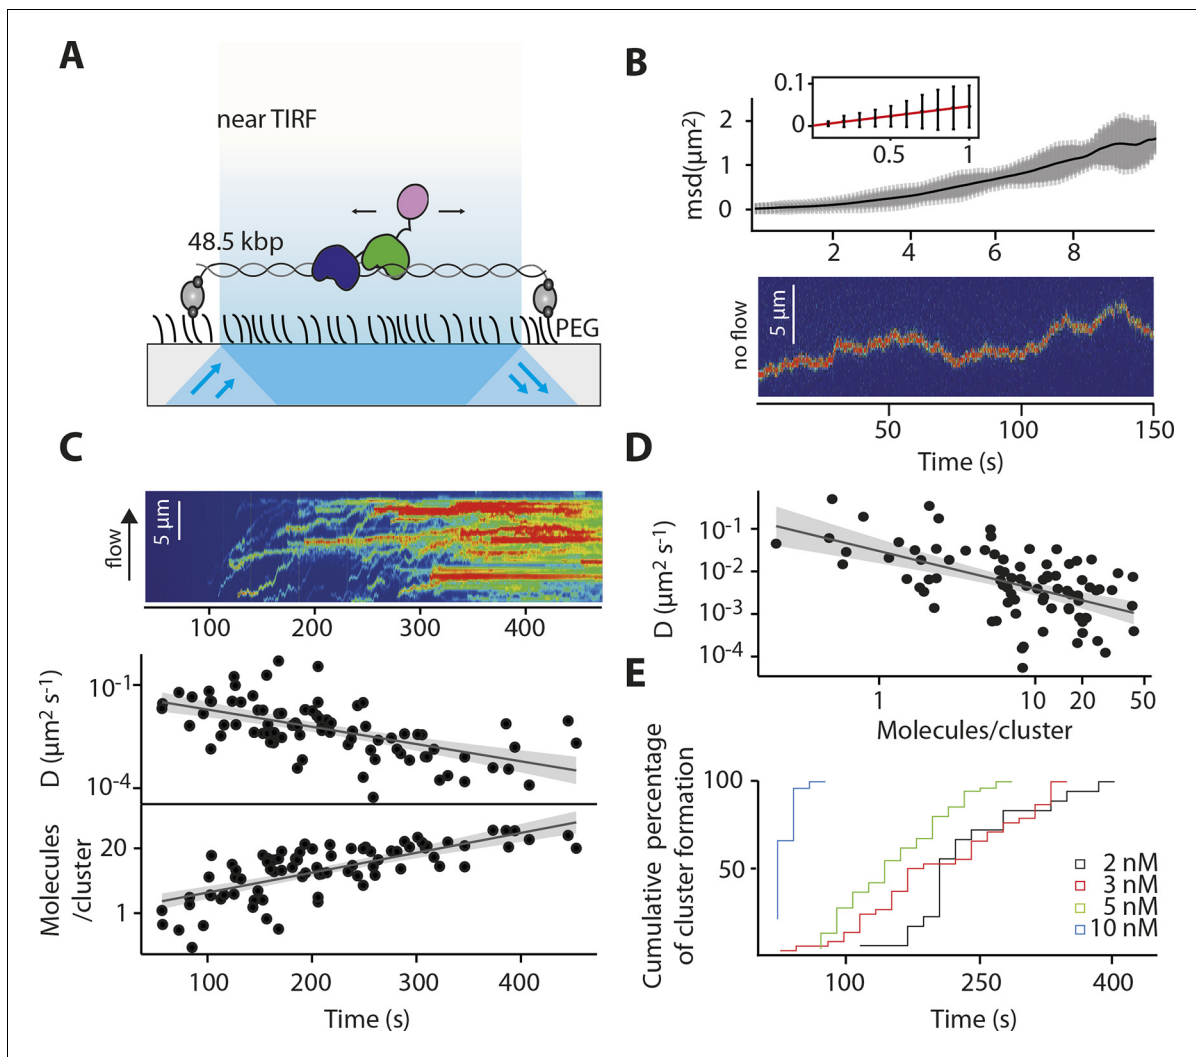 A
near TIRF
48.5 kbp
PEG
B
0.1
0
0.5
1
msd(μm²)
2
1
0
2
4
6
8
no flow
5 μm
50
100
150
Time (s)
C
flow
5 μm
100
200
300
400
D (μm² s⁻¹)
10⁻¹
10⁻⁴
Molecules
/cluster
20
1
100
200
300
400
Time (s)
D
D (μm² s⁻¹)
10⁻¹
10⁻²
10⁻³
10⁻⁴
1
10
20
50
Molecules/cluster
E
Cumulative percentage
of cluster formation
100
50
2 nM
3 nM
5 nM
10 nM
100
250
400
Time (s)